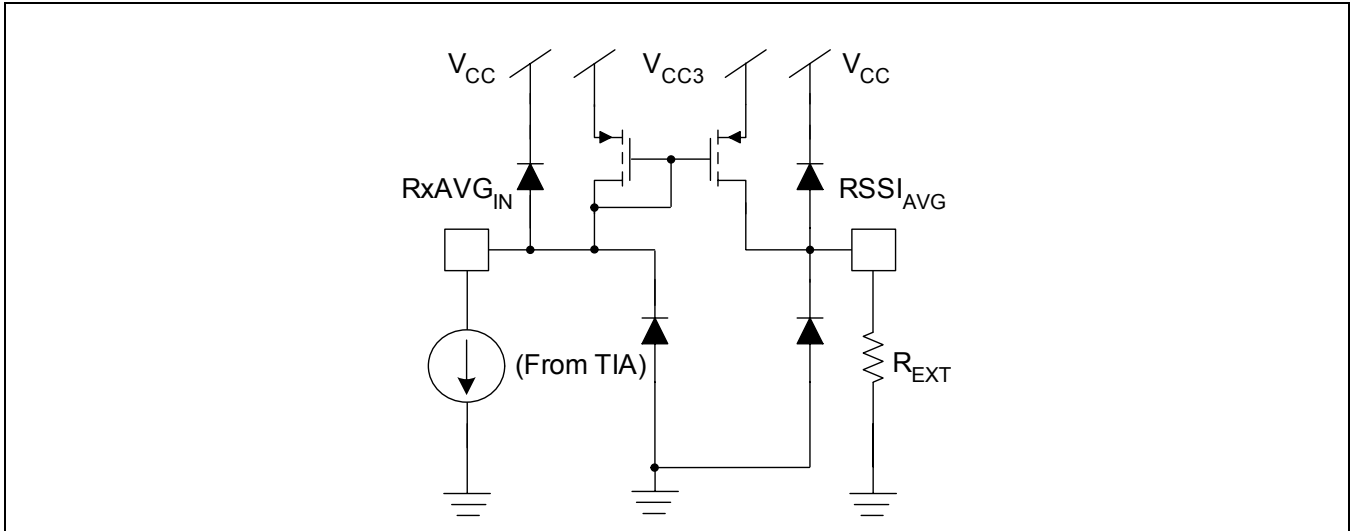 V_CC
V_CC3
V_CC
RxAVG_IN
RSSI_AVG
(From TIA)
R_EXT